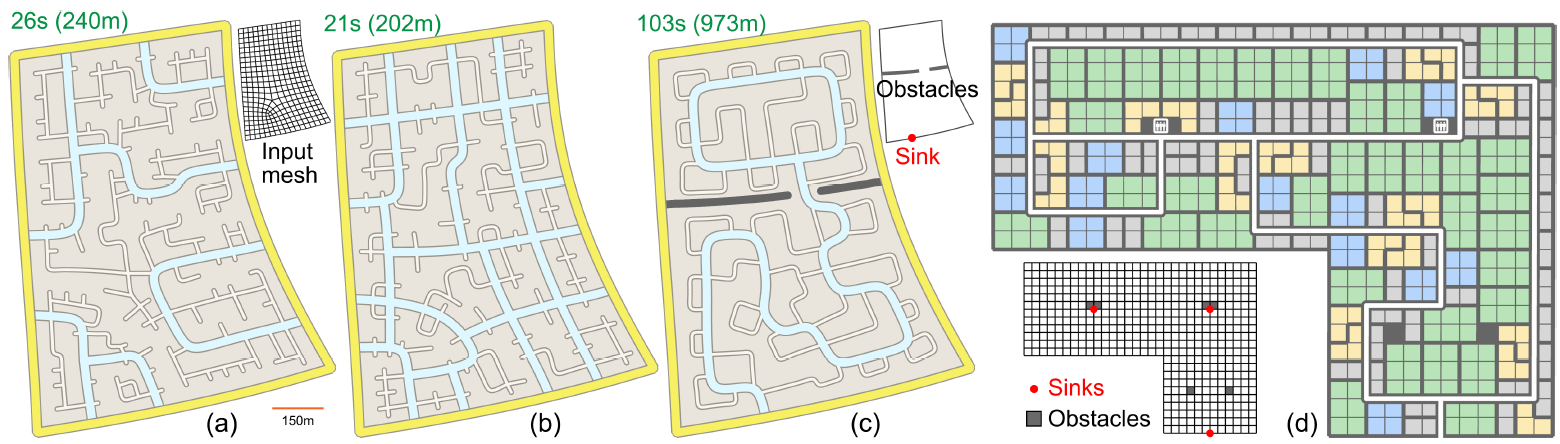 26s (240m)
21s (202m)
103s (973m)
Input
mesh
Obstacles
Sink
Sinks
Obstacles
150m
(a)
(b)
(c)
(d)